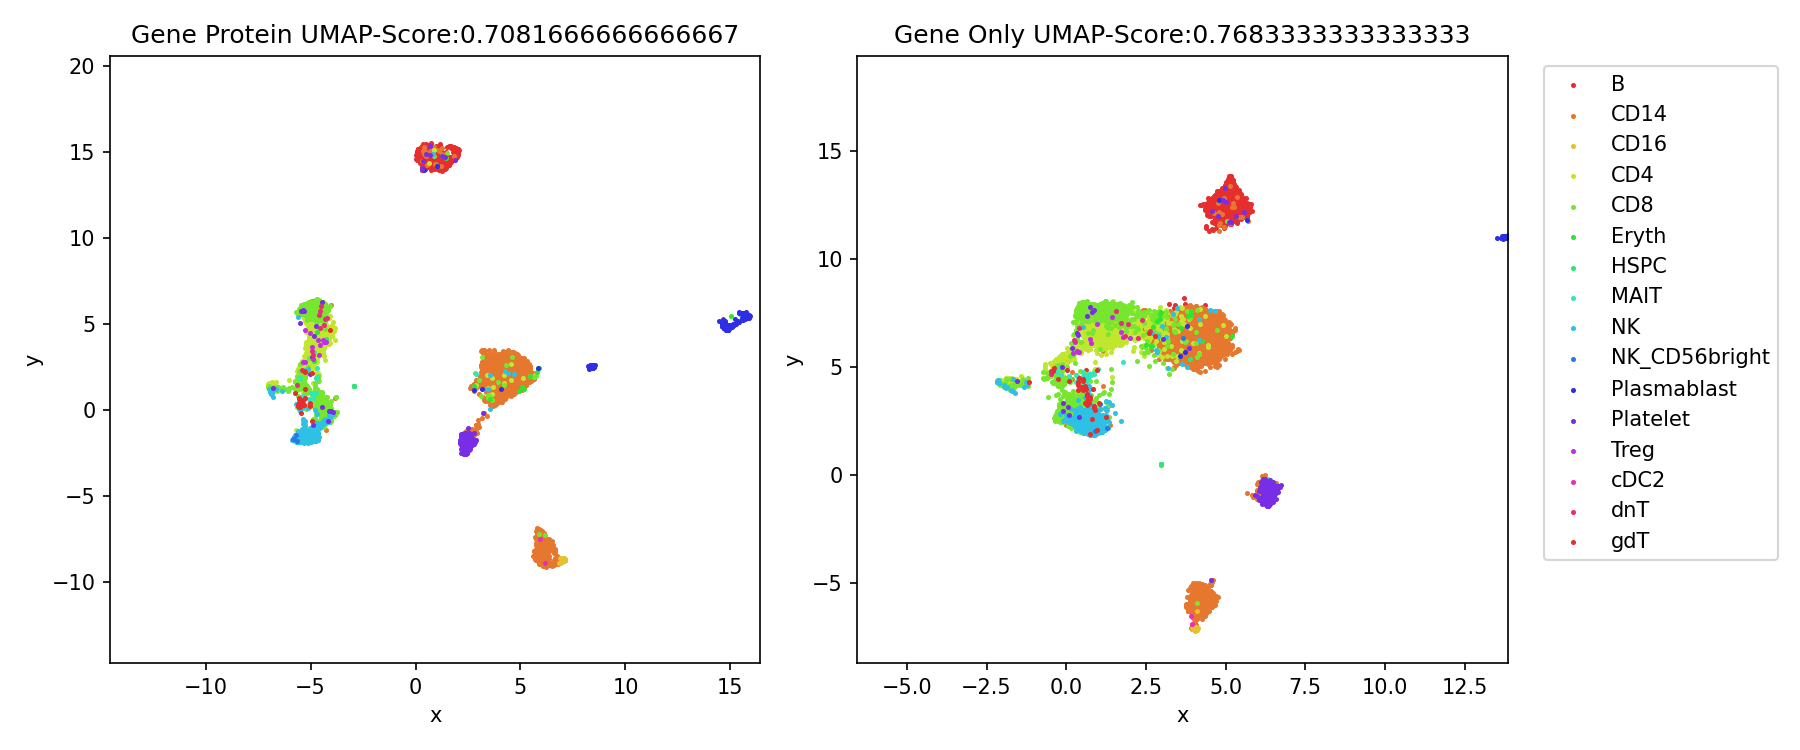 Gene Protein UMAP-Score:0.7081666666666667
20
15
10
5
0
−5
−10
y
−10 −5 0 5 10 15
x
Gene Only UMAP-Score:0.7683333333333333
15
10
5
0
−5
y
−5.0 −2.5 0.0 2.5 5.0 7.5 10.0 12.5
x
B
CD14
CD16
CD4
CD8
Eryth
HSPC
MAIT
NK
NK_CD56bright
Plasmablast
Platelet
Treg
cDC2
dnT
gdT